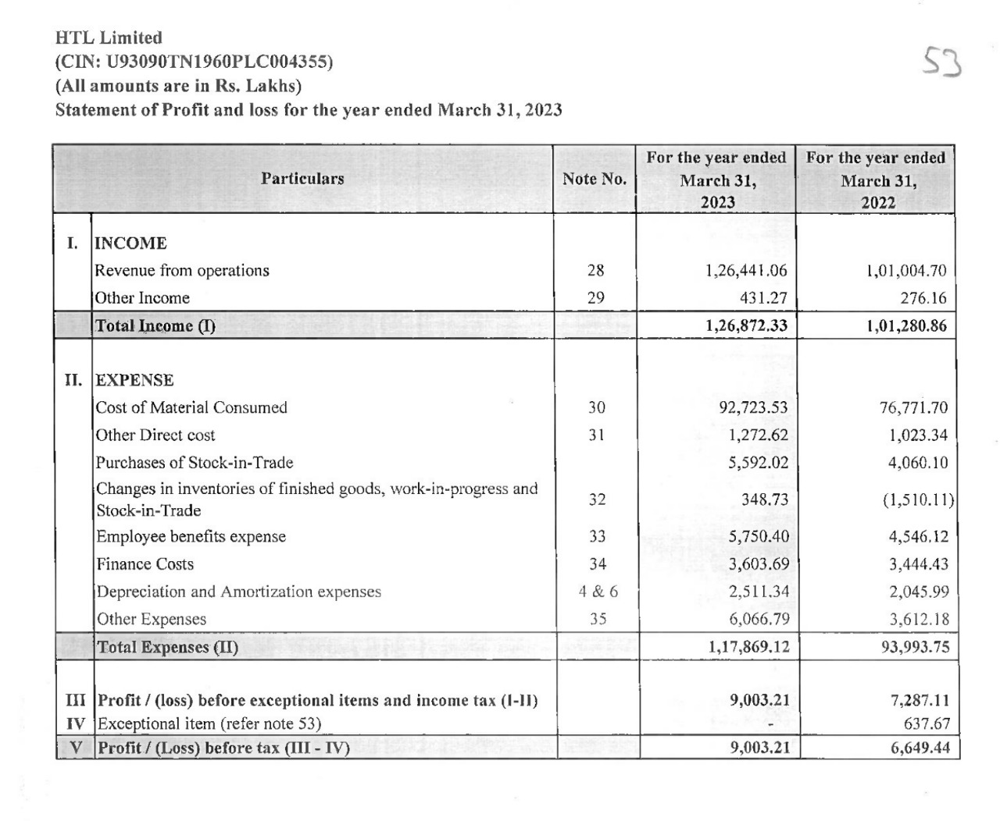 HTL Limited
(CIN: U93090TN1960PLC004355)
53
(All amounts are in Rs. Lakhs)
Statement of Profit and loss for the year ended March 31, 2023
Particulars Note No. For the year ended March 31, 2023 For the year ended March 31, 2022
I. INCOME
Revenue from operations 28 1,26,441.06 1,01,004.70
Other Income 29 431.27 276.16
Total Income (I) 1,26,872.33 1,01,280.86
II. EXPENSE
Cost of Material Consumed 30 92,723.53 76,771.70
Other Direct cost 31 1,272.62 1,023.34
Purchases of Stock-in-Trade 5,592.02 4,060.10
Changes in inventories of finished goods, work-in-progress and
Stock-in-Trade 32 348.73 (1,510.11)
Employee benefits expense 33 5,750.40 4,546.12
Finance Costs 34 3,603.69 3,444.43
Depreciation and Amortization expenses 4 & 6 2,511.34 2,045.99
Other Expenses 35 6,066.79 3,612.18
Total Expenses (II) 1,17,869.12 93,993.75
III Profit / (loss) before exceptional items and income tax (I-II) 9,003.21 7,287.11
IV Exceptional item (refer note 53) - 637.67
V Profit / (Loss) before tax (III - IV) 9,003.21 6,649.44